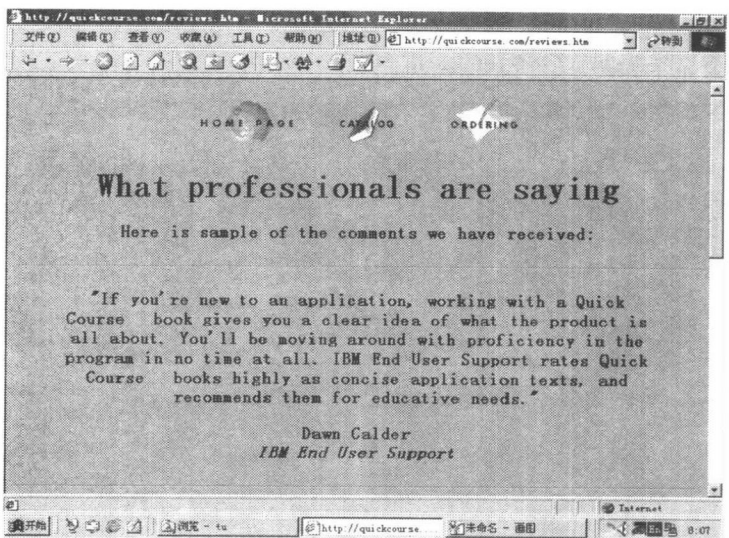 http://quickcourse.com/reviews.htm - Microsoft Internet Explorer
文件(F) 编辑(E) 查看(V) 收藏(A) 工具(T) 帮助(H) 地址(D) http://quickcourse.com/reviews.htm 转到
HOME PAGE CATALOG ORDERING
What professionals are saying
Here is sample of the comments we have received:
"If you're new to an application, working with a Quick
Course book gives you a clear idea of what the product is
all about. You'll be moving around with proficiency in the
program in no time at all. IBM End User Support rates Quick
Course books highly as concise application texts, and
recommends them for educative needs."
Dawn Calder
IBM End User Support
Internet
开始 浏览 - tu http://quickcourse... 未命名 - 画图 En 8:07